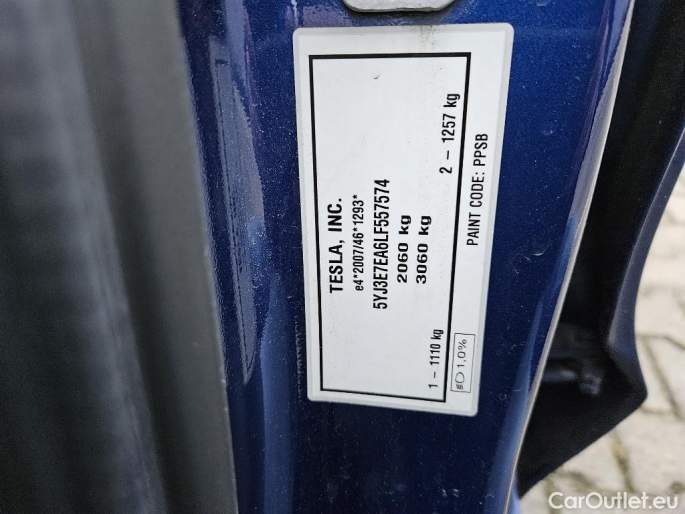 TESLA, INC.
e4*2007/46*1293*
5YJ3E7EA6LF557574
2060 kg
3060 kg
1 – 1110 kg
2 – 1257 kg
1,0%
PAINT CODE: PPSB
CarOutlet.eu